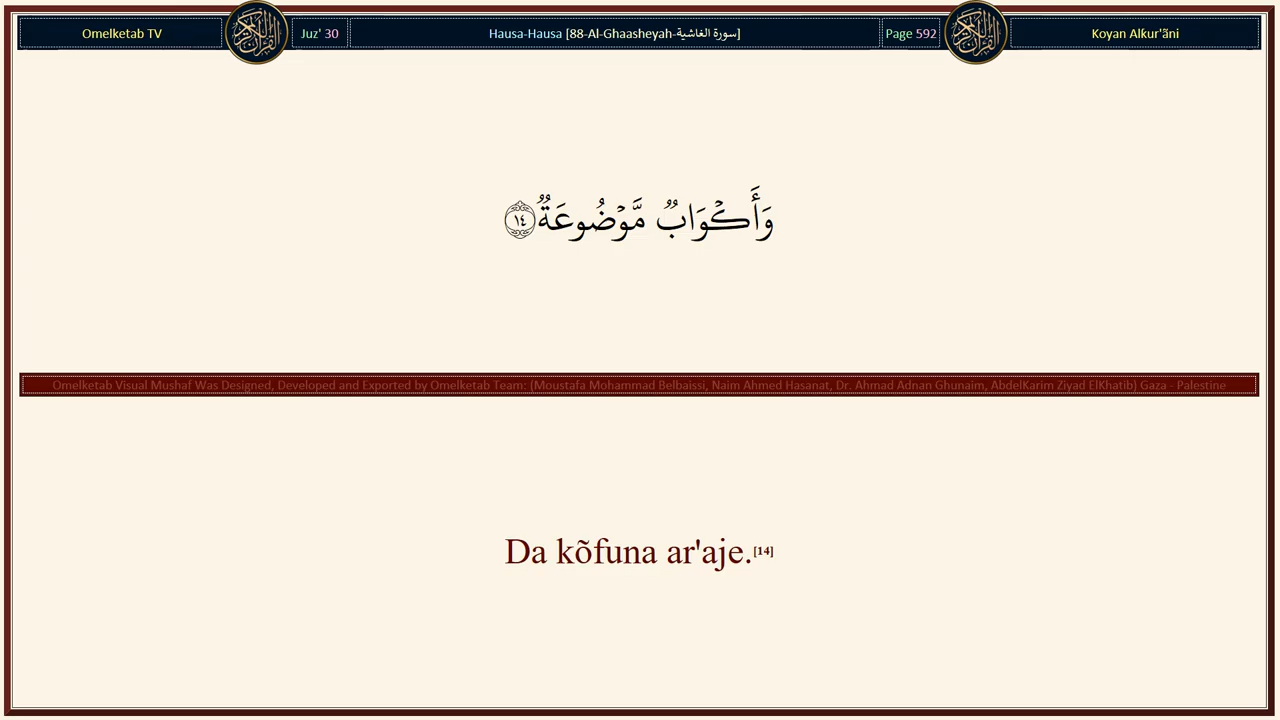 Omelketab TV
Juz' 30
Hausa-Hausa [88-Al-Ghaasheyah-سورة الغاشية]
Page 592
Koyan Alƙur'ãni
وَأَكۡوَابٞ مَّوۡضُوعَةٞ ١٤
Omelketab Visual Mushaf Was Designed, Developed and Exported by Omelketab Team: (Moustafa Mohammad Belbaissi, Naim Ahmed Hasanat, Dr. Ahmad Adnan Ghunaim, AbdelKarim Ziyad ElKhatib) Gaza - Palestine
Da kõfuna ar'aje.[14]